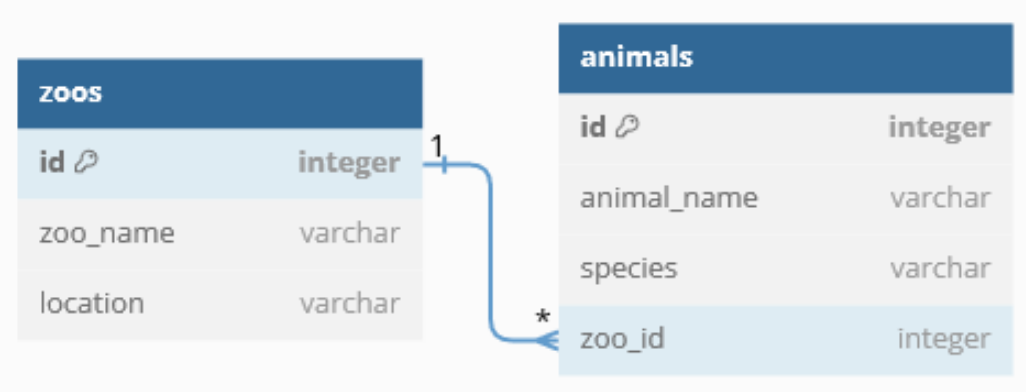 zoos
id integer
zoo_name varchar
location varchar
1
*
animals
id integer
animal_name varchar
species varchar
zoo_id integer